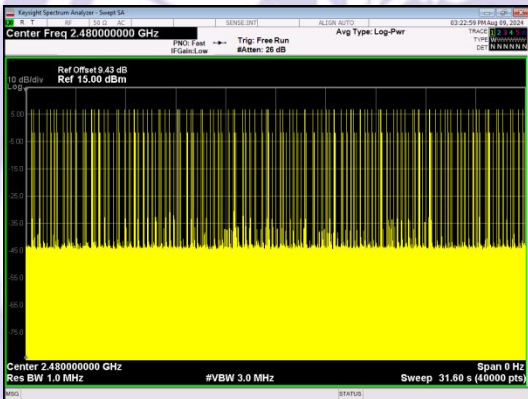 Keysight Spectrum Analyzer - Swept SA
R T RF 50 Ω AC SENSE:INT ALIGN AUTO 03:22:59 PM Aug 09, 2024
Center Freq 2.480000000 GHz
PNO: Fast
IFGain:Low
Trig: Free Run
#Atten: 26 dB
Avg Type: Log-Pwr
TRACE 1 2 3 4 5
TYPE
DET N N N N N N
Ref Offset 9.43 dB
10 dB/div Ref 15.00 dBm
Log
5.00
-5.00
-15.0
-25.0
-35.0
-45.0
-55.0
-65.0
-75.0
Center 2.480000000 GHz Span 0 Hz
Res BW 1.0 MHz #VBW 3.0 MHz Sweep 31.60 s (40000 pts)
MSG STATUS